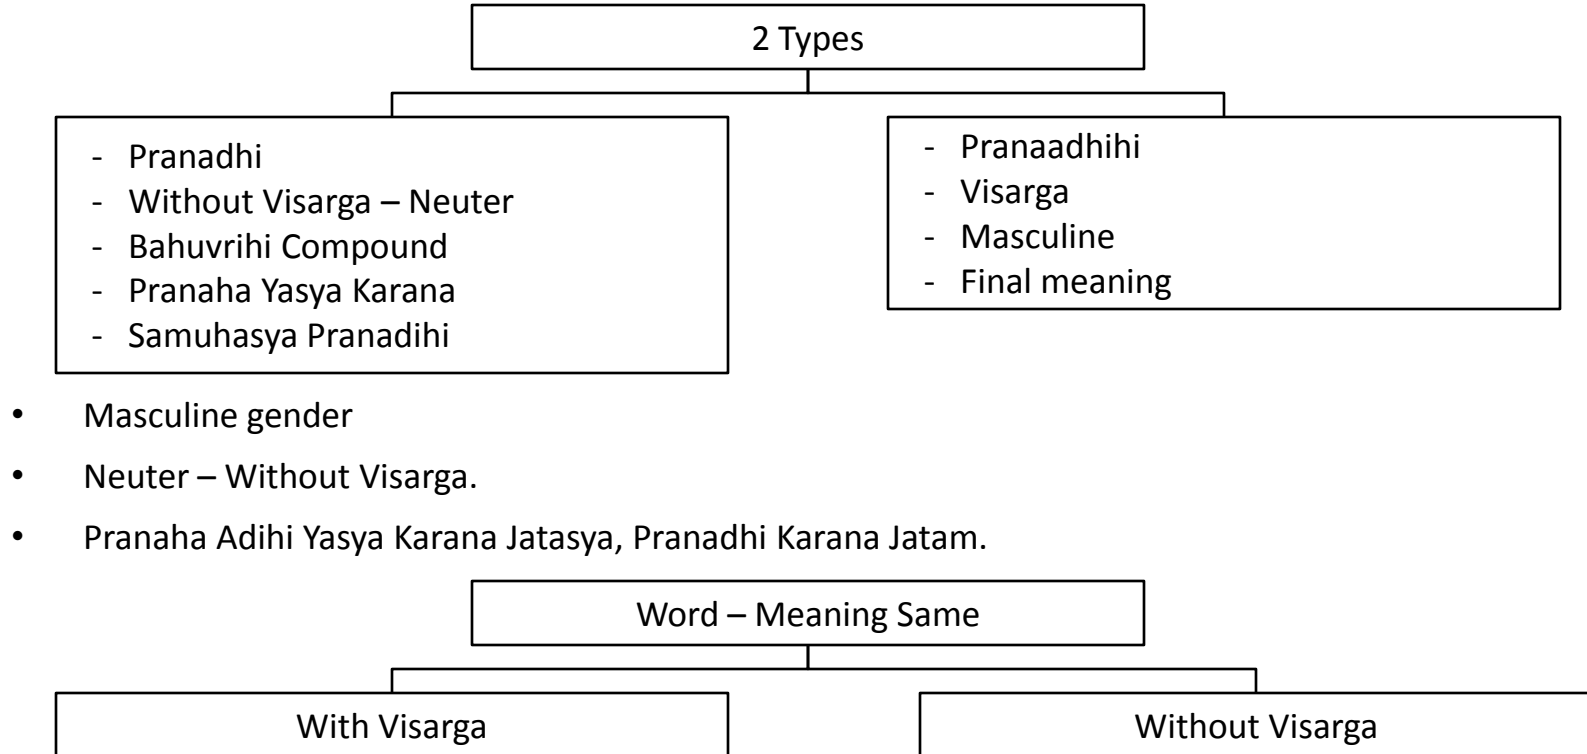 2 Types
- Pranadhi
- Without Visarga – Neuter
- Bahuvrihi Compound
- Pranaha Yasya Karana
- Samuhasya Pranadihi
- Pranaadhihi
- Visarga
- Masculine
- Final meaning
• Masculine gender
• Neuter – Without Visarga.
• Pranaha Adihi Yasya Karana Jatasya, Pranadhi Karana Jatam.
Word – Meaning Same
With Visarga
Without Visarga